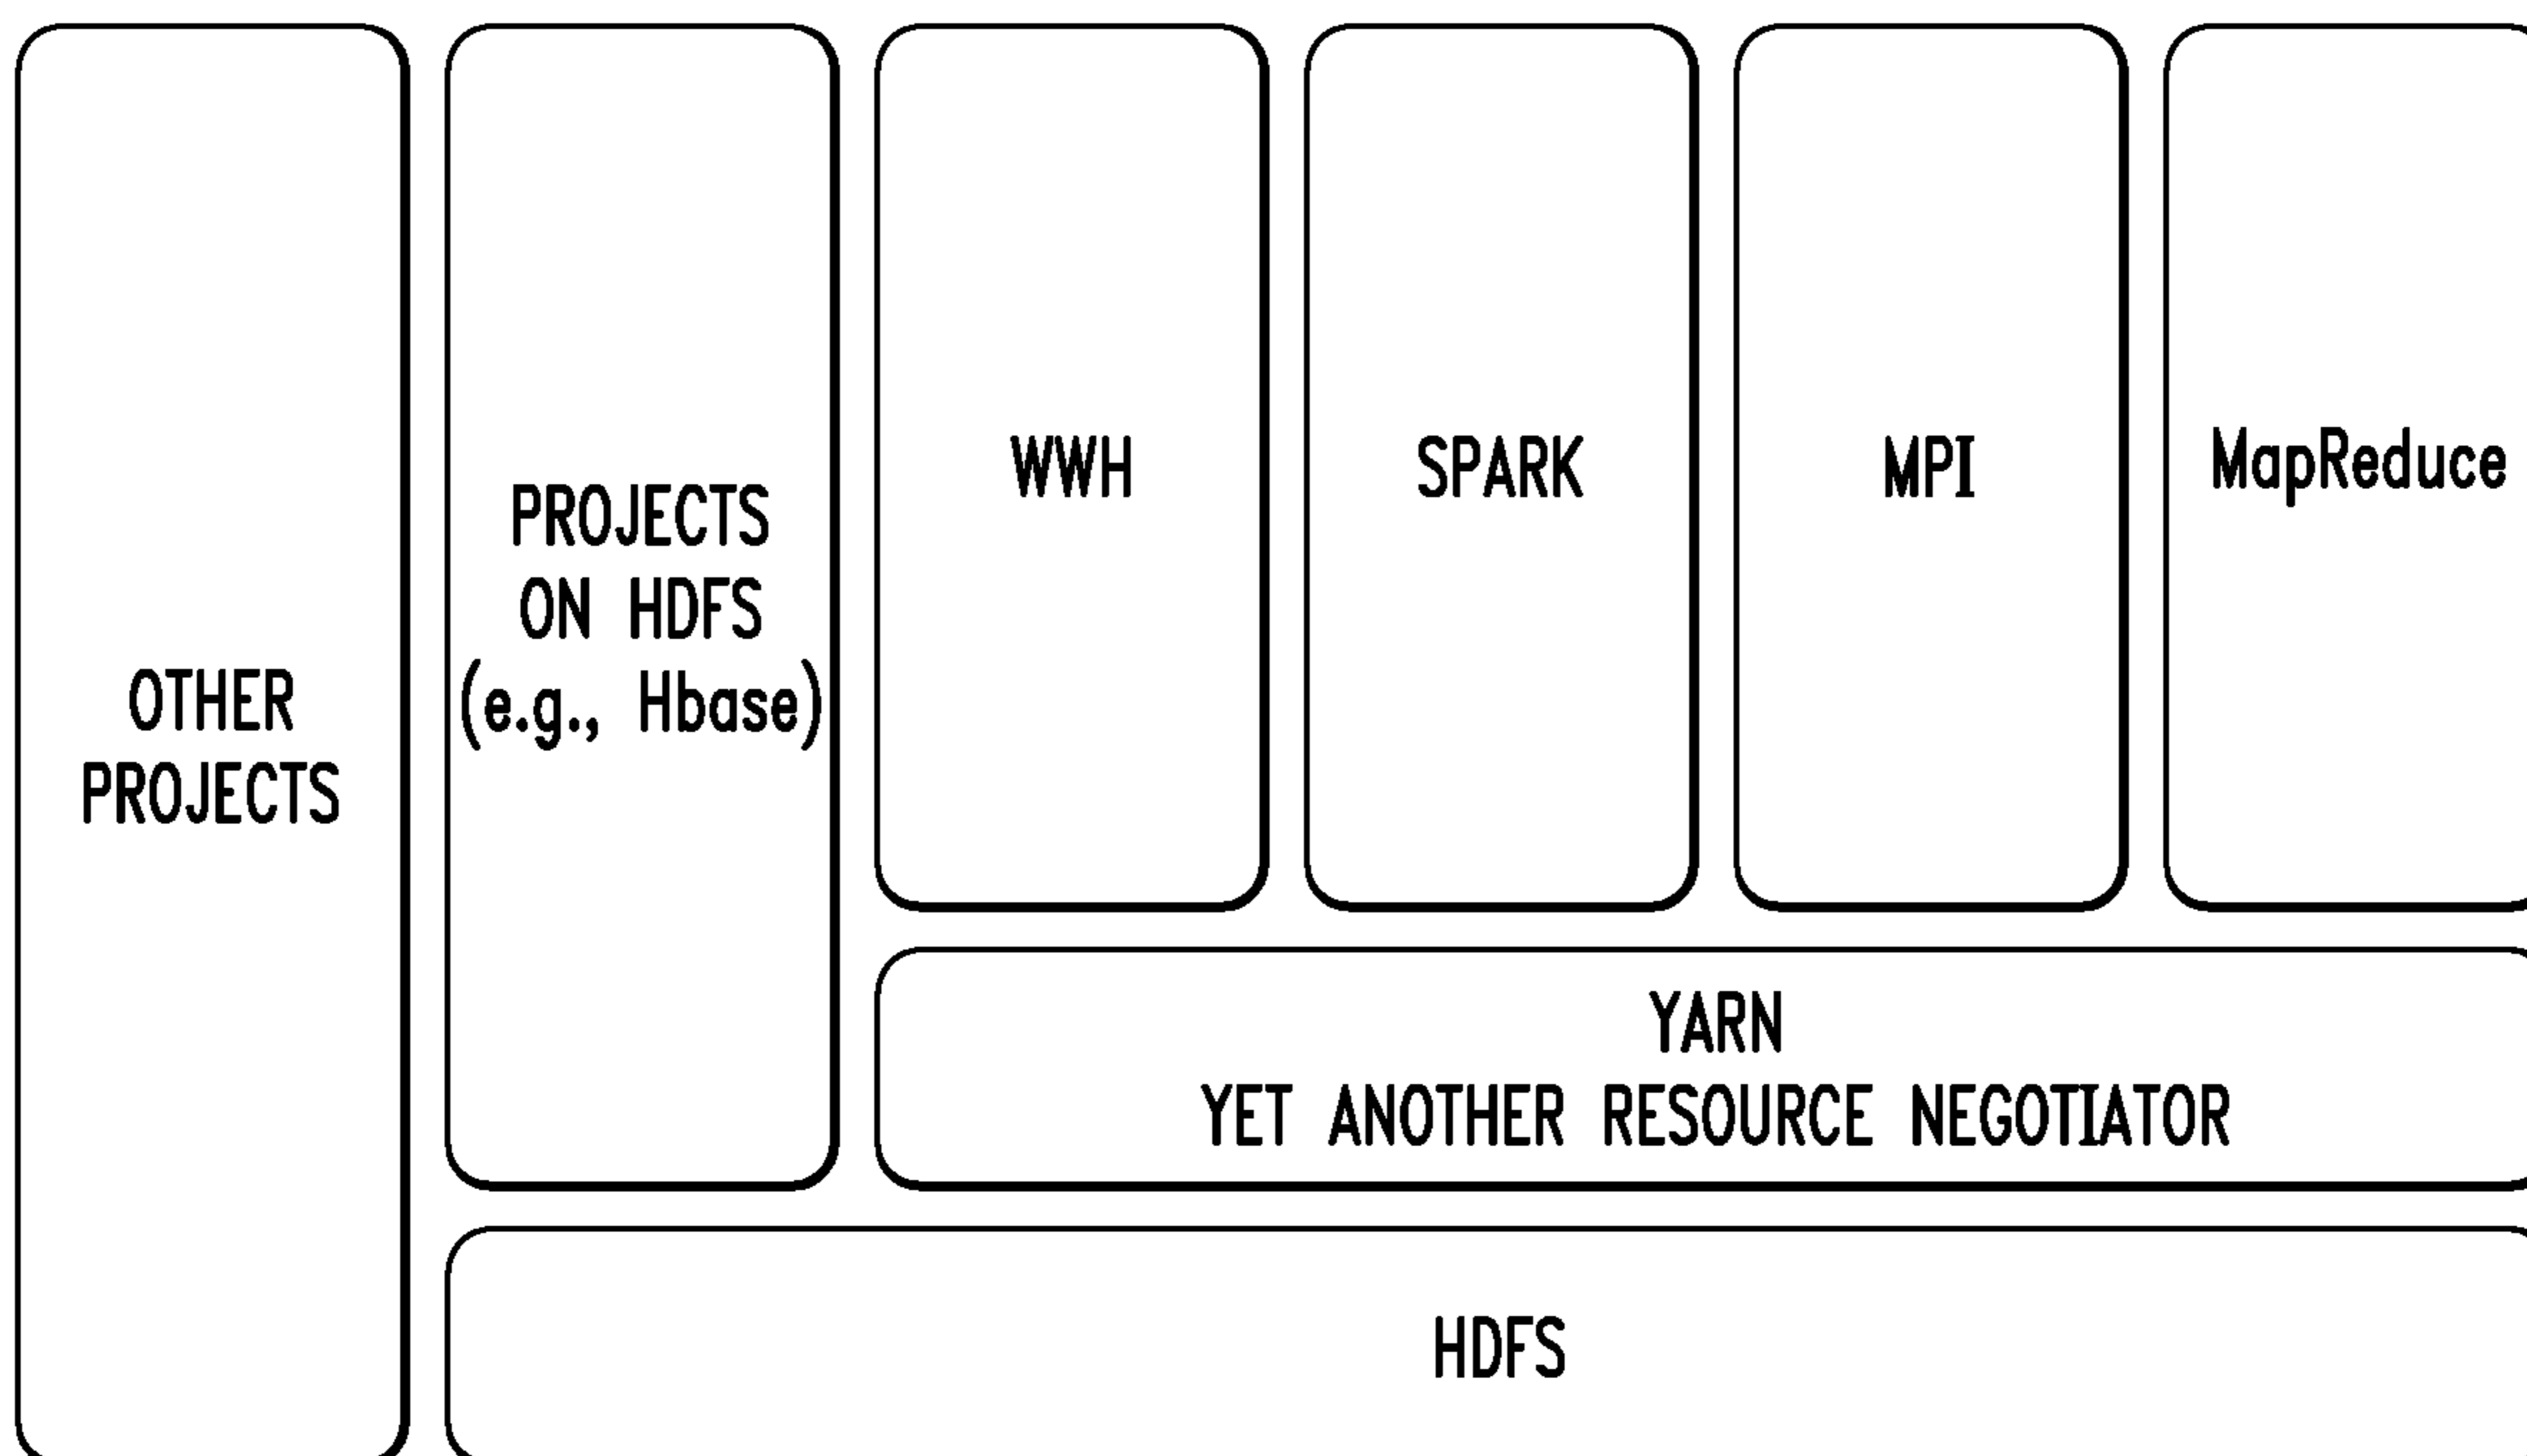 OTHER
PROJECTS
PROJECTS
ON HDFS
(e.g., Hbase)
WWH
SPARK
MPI
MapReduce
YARN
YET ANOTHER RESOURCE NEGOTIATOR
HDFS